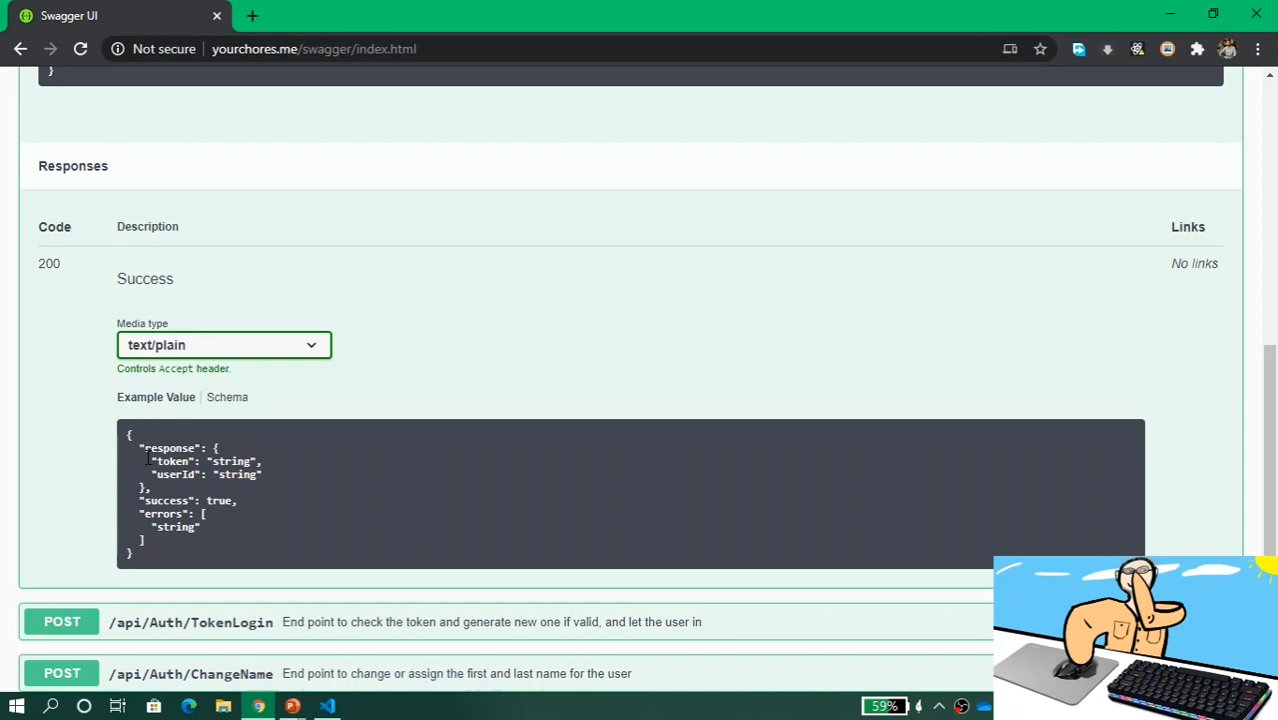 Swagger UI
Not secure yourchores.me/swagger/index.html
}
Responses
Code Description Links
200 No links
Success
Media type
text/plain
Controls Accept header.
Example Value Schema
{
"response": {
"token": "string",
"userId": "string"
},
"success": true,
"errors": [
"string"
]
}
POST /api/Auth/TokenLogin End point to check the token and generate new one if valid, and let the user in
POST /api/Auth/ChangeName End point to change or assign the first and last name for the user
59%